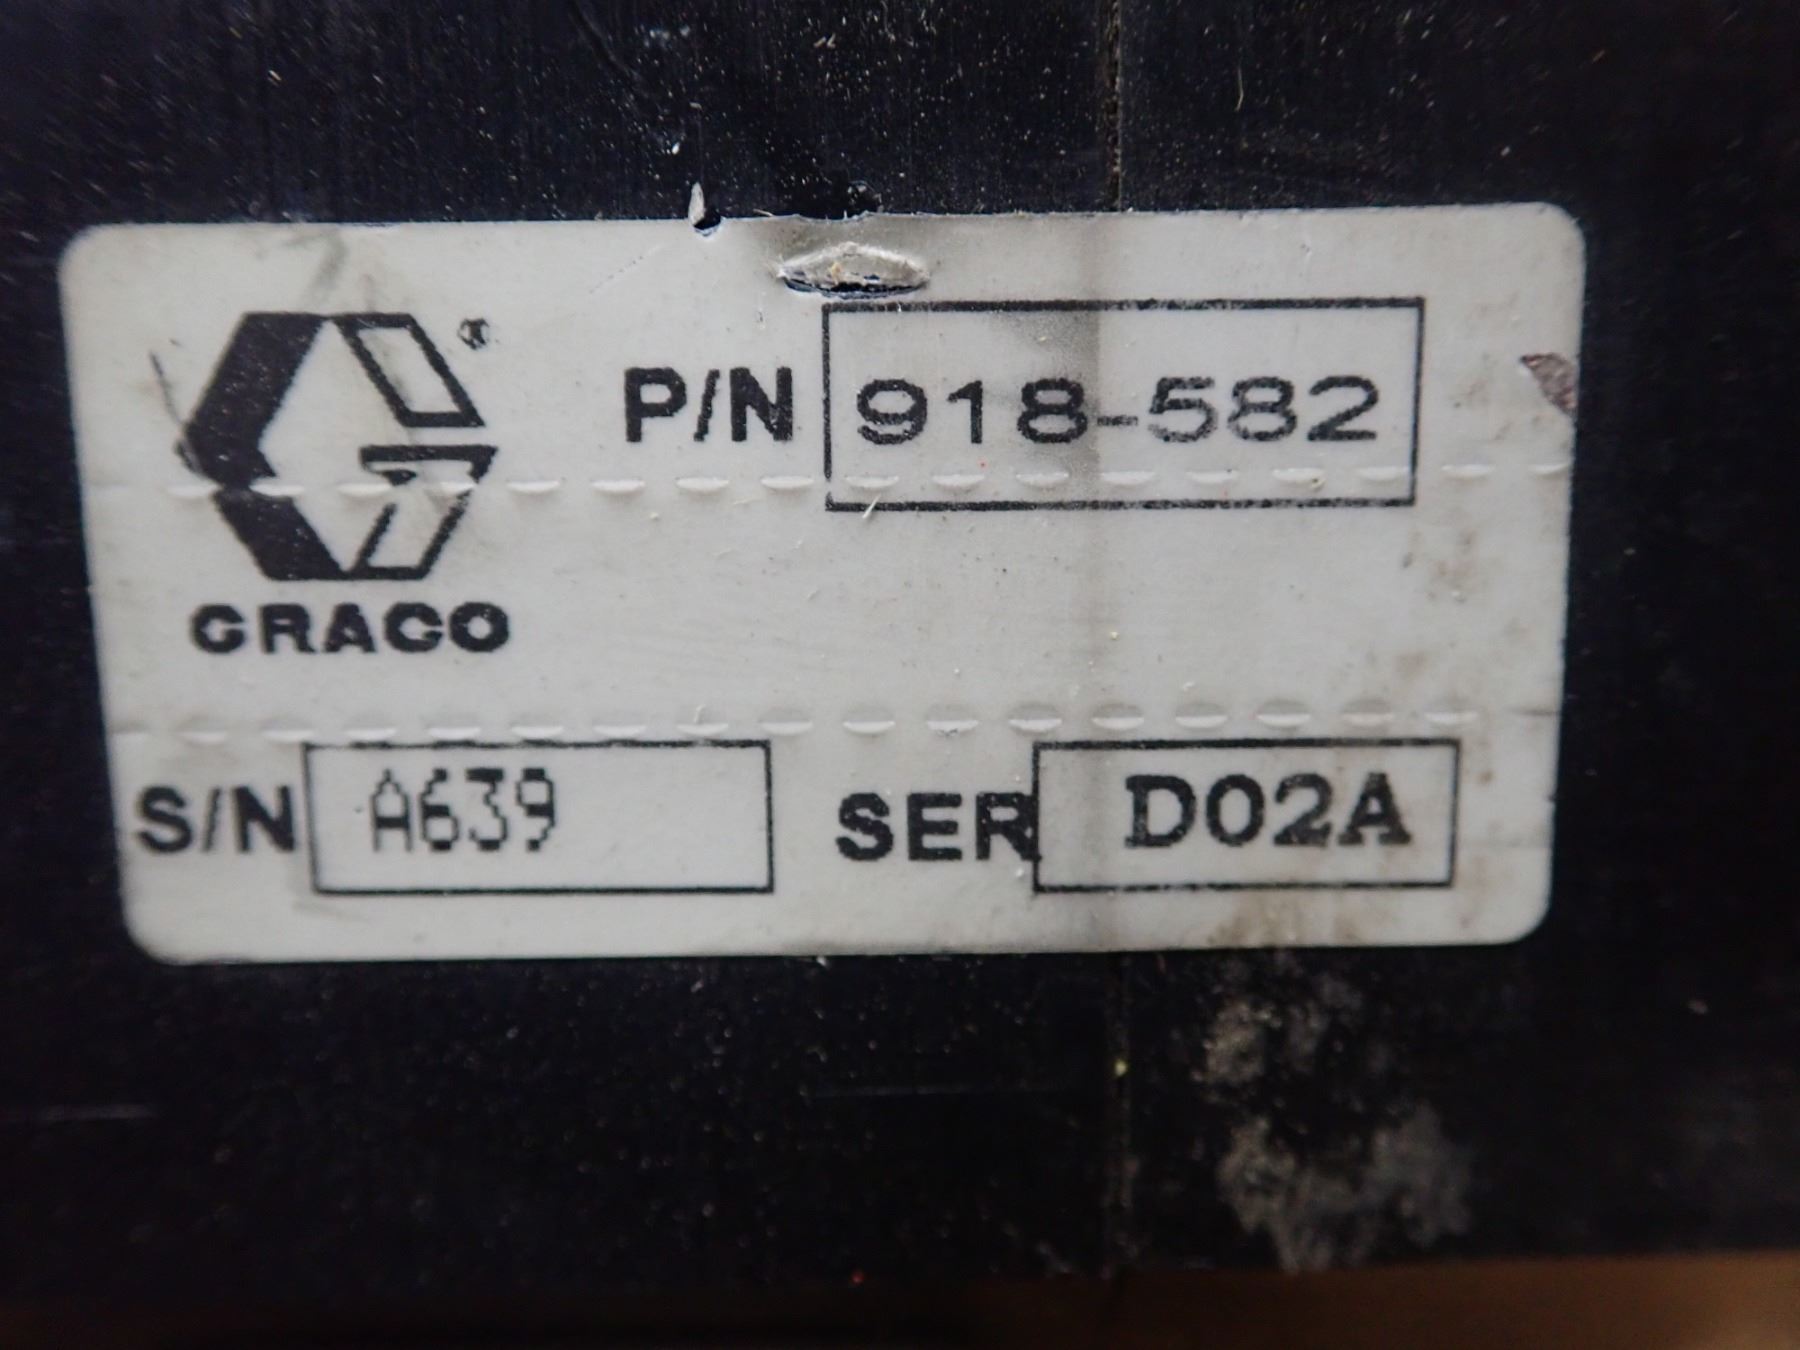 P/N 918-582
GRACO
S/N A639 SER D02A